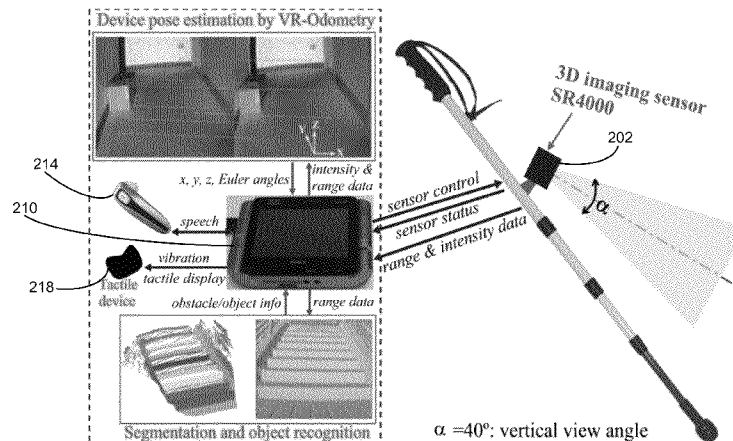 Device pose estimation by VR-Odometry
3D imaging sensor
SR4000
202
214
210
218
x, y, z, Euler angles
intensity &
range data
speech
vibration
tactile display
Tactile
device
sensor control
sensor status
range & intensity data
α
obstacle/object info
range data
Segmentation and object recognition
α =40º: vertical view angle